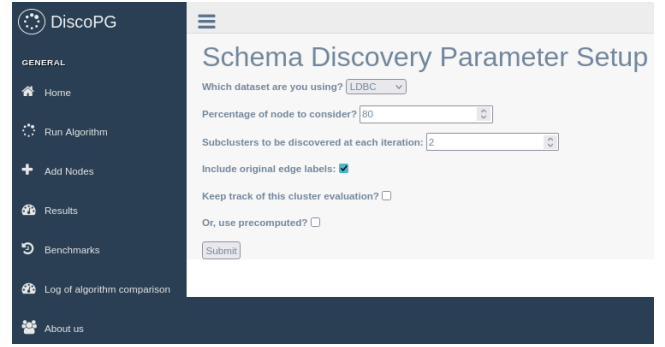 DiscoPG
GENERAL
Home
Run Algorithm
Add Nodes
Results
Benchmarks
Log of algorithm comparison
About us
Schema Discovery Parameter Setup
Which dataset are you using? LDBC
Percentage of node to consider? 80
Subclusters to be discovered at each iteration: 2
Include original edge labels:
Keep track of this cluster evaluation?
Or, use precomputed?
Submit